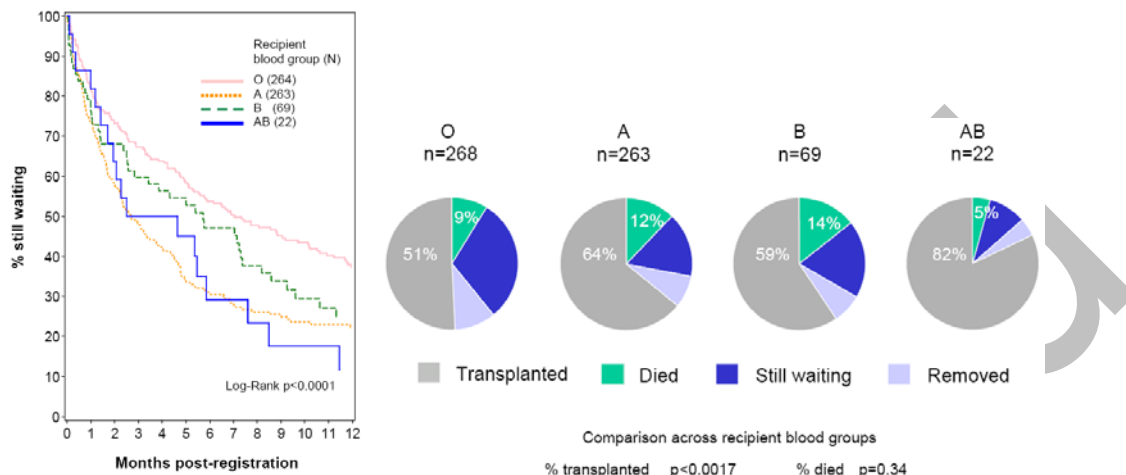 100
90
80
70
60
50
40
30
20
10
0
% still waiting
Recipient
blood group (N)
O (264)
A (263)
B (69)
AB (22)
Log-Rank p<0.0001
0 1 2 3 4 5 6 7 8 9 10 11 12
Months post-registration
O A B AB
n=268 n=263 n=69 n=22
9% 12% 14% 5%
51% 64% 59% 82%
Transplanted Died Still waiting Removed
Comparison across recipient blood groups
% transplanted p<0.0017 % died p=0.34